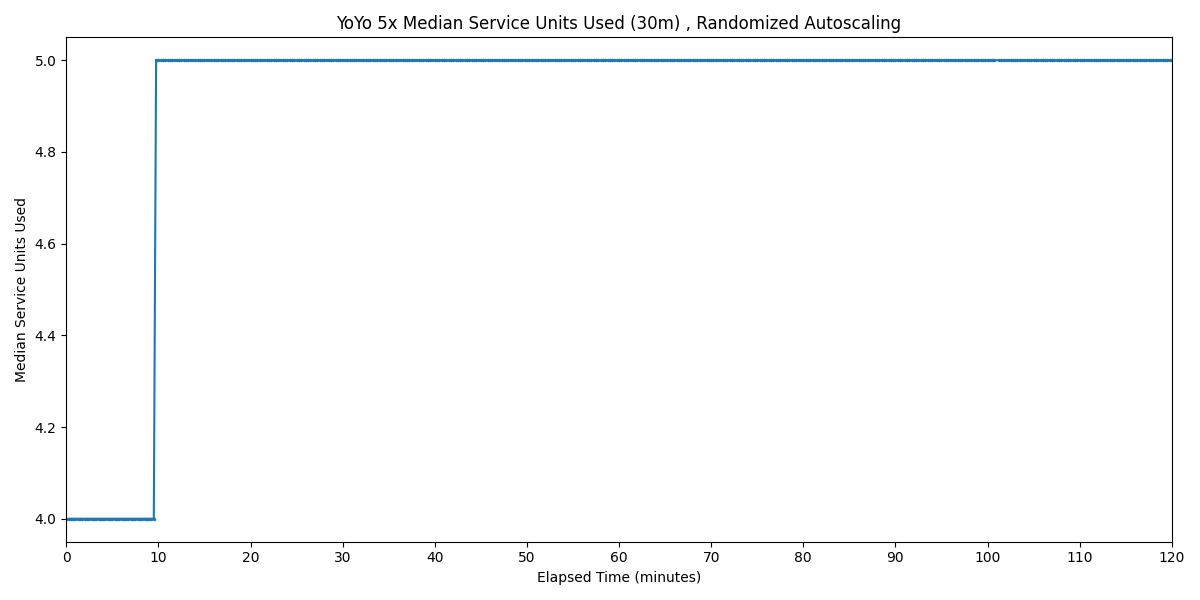 YoYo 5x Median Service Units Used (30m) , Randomized Autoscaling
Median Service Units Used
5.0
4.8
4.6
4.4
4.2
4.0
0 10 20 30 40 50 60 70 80 90 100 110 120
Elapsed Time (minutes)